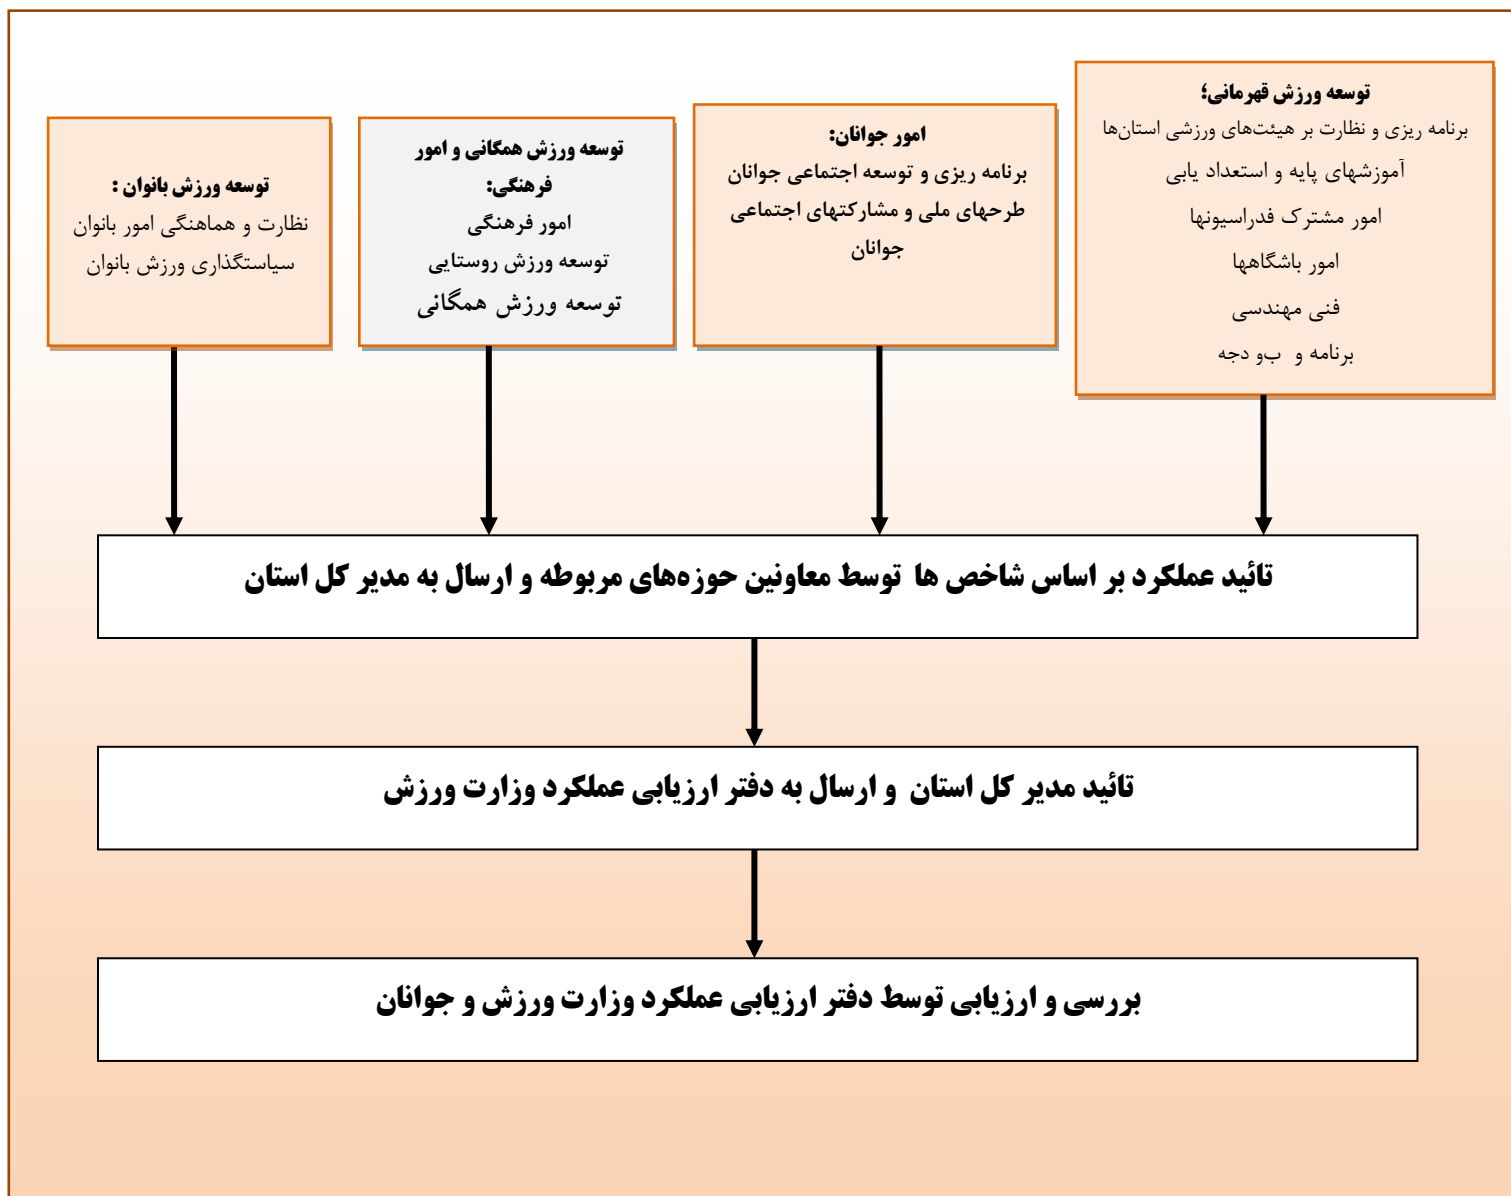 توسعه ورزش قهرمانی؛
برنامه ریزی و نظارت بر هیئت‌های ورزشی استان‌ها
آموزشهای پایه و استعداد یابی
امور مشترک فدراسیونها
امور باشگاهها
فنی مهندسی
برنامه و بو دجه
امور جوانان:
برنامه ریزی و توسعه اجتماعی جوانان
طرحهای ملی و مشارکتهای اجتماعی
جوانان
توسعه ورزش همگانی و امور
فرهنگی:
امور فرهنگی
توسعه ورزش روستایی
توسعه ورزش همگانی
توسعه ورزش بانوان :
نظارت و هماهنگی امور بانوان
سیاستگذاری ورزش بانوان
تائید عملکرد بر اساس شاخص ها توسط معاونین حوزه‌های مربوطه و ارسال به مدیر کل استان
تائید مدیر کل استان و ارسال به دفتر ارزیابی عملکرد وزارت ورزش
بررسی و ارزیابی توسط دفتر ارزیابی عملکرد وزارت ورزش و جوانان